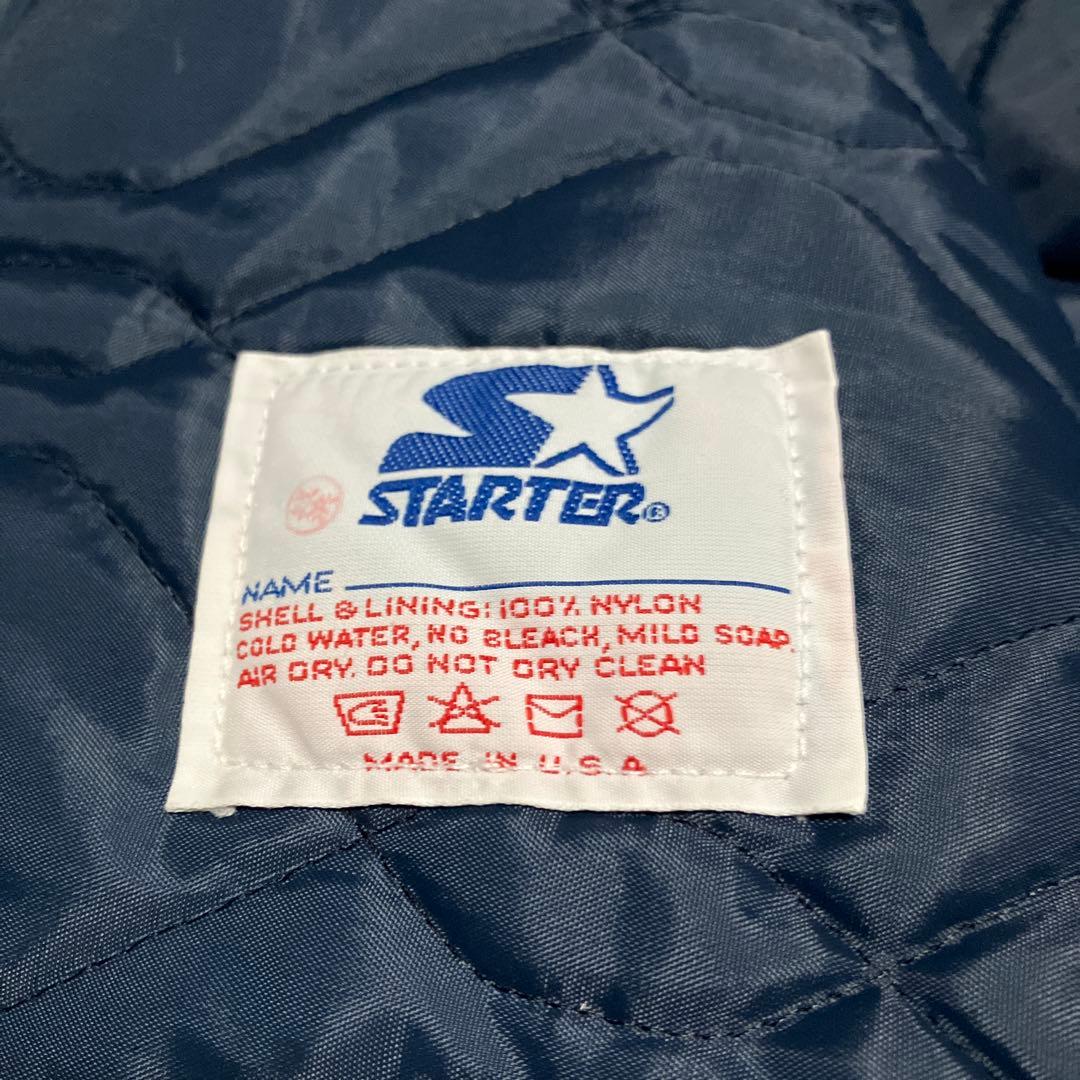 STARTER®
NAME
SHELL & LINING: 100% NYLON
COLD WATER, NO BLEACH, MILD SOAP.
AIR DRY. DO NOT DRY CLEAN
MADE IN U.S.A